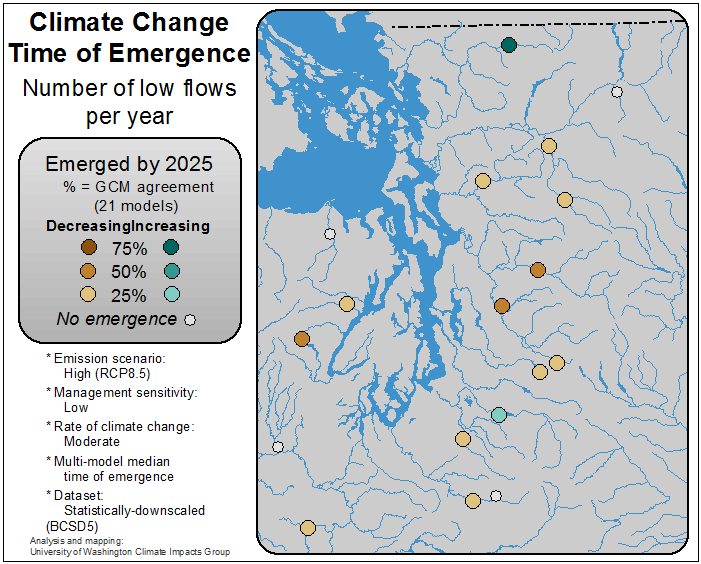 Climate Change
Time of Emergence
Number of low flows
per year
Emerged by 2025
% = GCM agreement
(21 models)
DecreasingIncreasing
75%
50%
25%
No emergence
* Emission scenario:
High (RCP8.5)
* Management sensitivity:
Low
* Rate of climate change:
Moderate
* Multi-model median
time of emergence
* Dataset:
Statistically-downscaled
(BCSD5)
Analysis and mapping:
University of Washington Climate Impacts Group